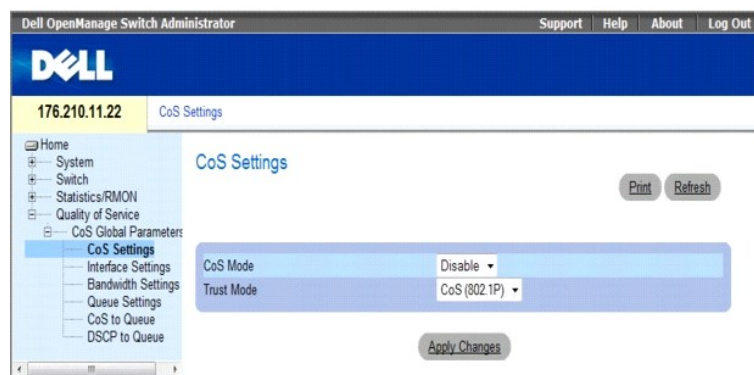 Dell OpenManage Switch Administrator
Support | Help | About | Log Out
DELL
176.210.11.22
CoS Settings
Home
System
Switch
Statistics/RMON
Quality of Service
CoS Global Parameters
CoS Settings
Interface Settings
Bandwidth Settings
Queue Settings
CoS to Queue
DSCP to Queue
CoS Settings
Print
Refresh
CoS Mode Disable
Trust Mode CoS (802.1P)
Apply Changes